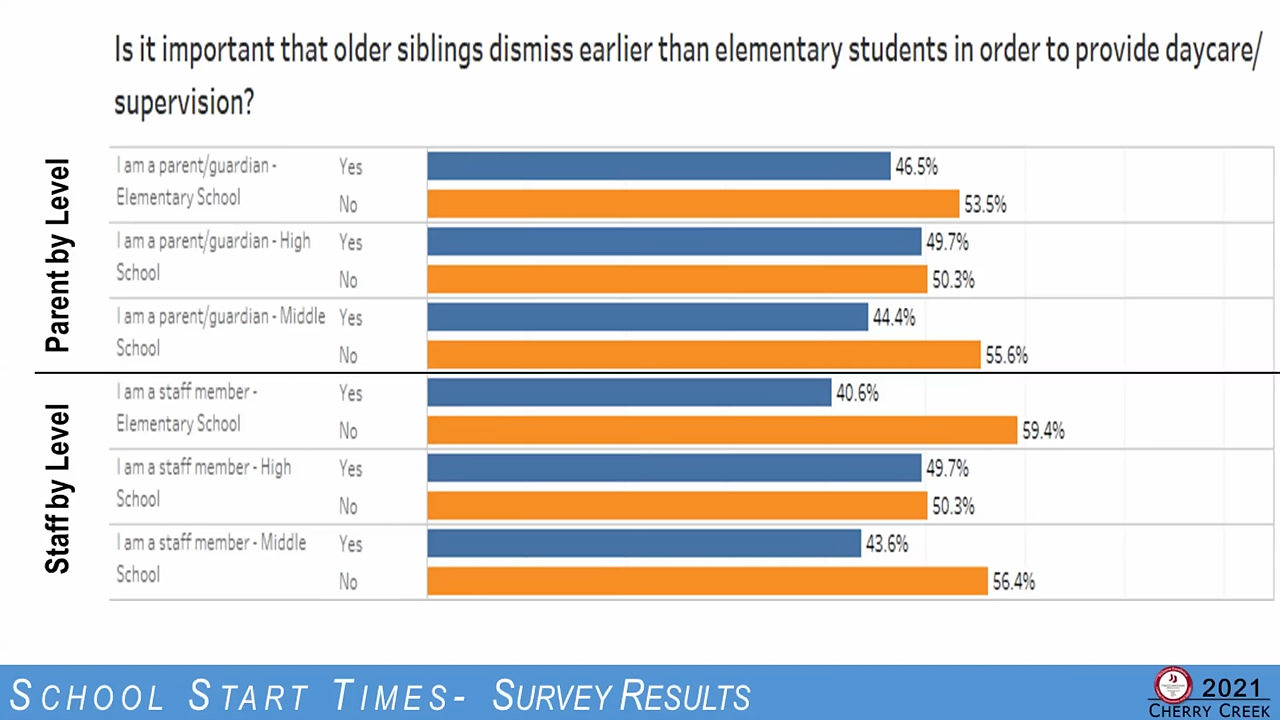 Is it important that older siblings dismiss earlier than elementary students in order to provide daycare/
supervision?
Parent by Level
I am a parent/guardian -
Elementary School
Yes
46.5%
No
53.5%
I am a parent/guardian - High
School
Yes
49.7%
No
50.3%
I am a parent/guardian - Middle
School
Yes
44.4%
No
55.6%
Staff by Level
I am a staff member -
Elementary School
Yes
40.6%
No
59.4%
I am a staff member - High
School
Yes
49.7%
No
50.3%
I am a staff member - Middle
School
Yes
43.6%
No
56.4%
SCHOOL START TIMES- SURVEY RESULTS
2021
CHERRY CREEK